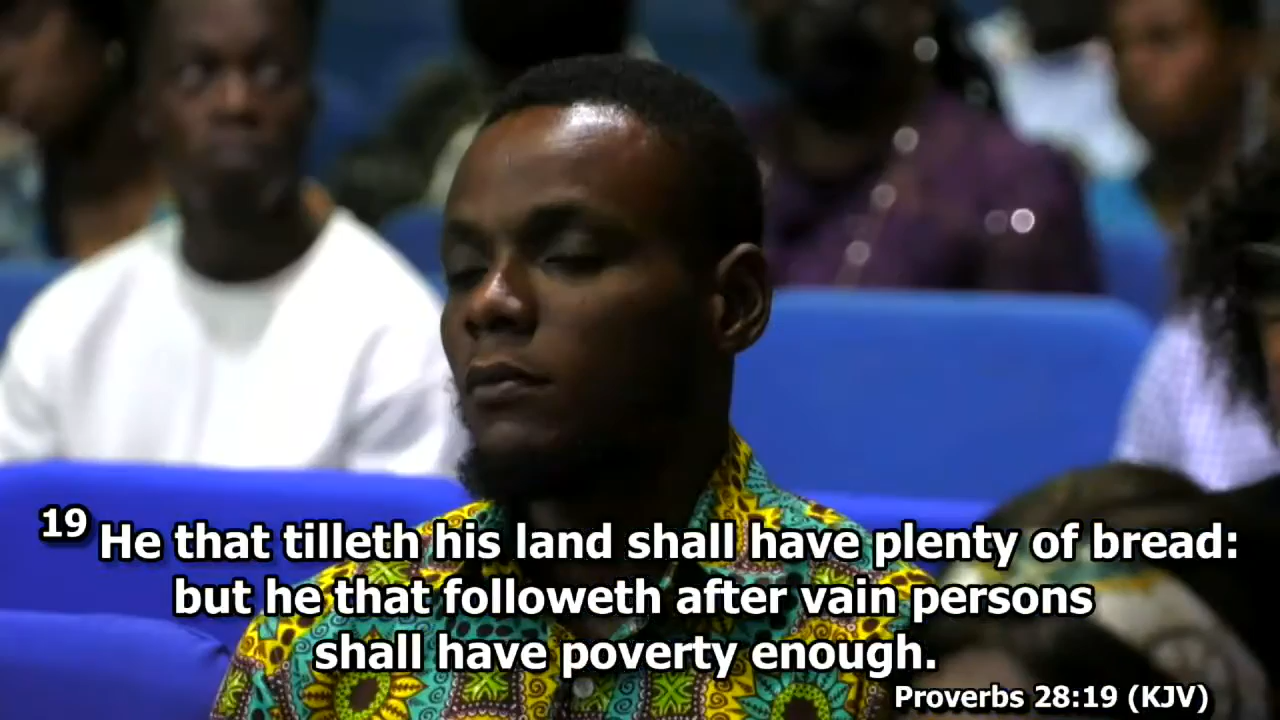 19 He that tilleth his land shall have plenty of bread:
but he that followeth after vain persons
shall have poverty enough.
Proverbs 28:19 (KJV)